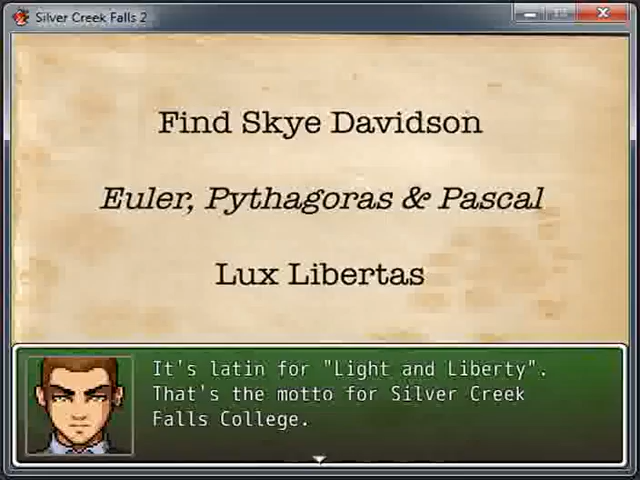 Silver Creek Falls 2
Find Skye Davidson
Euler, Pythagoras & Pascal
Lux Libertas
It's latin for "Light and Liberty".
That's the motto for Silver Creek
Falls College.